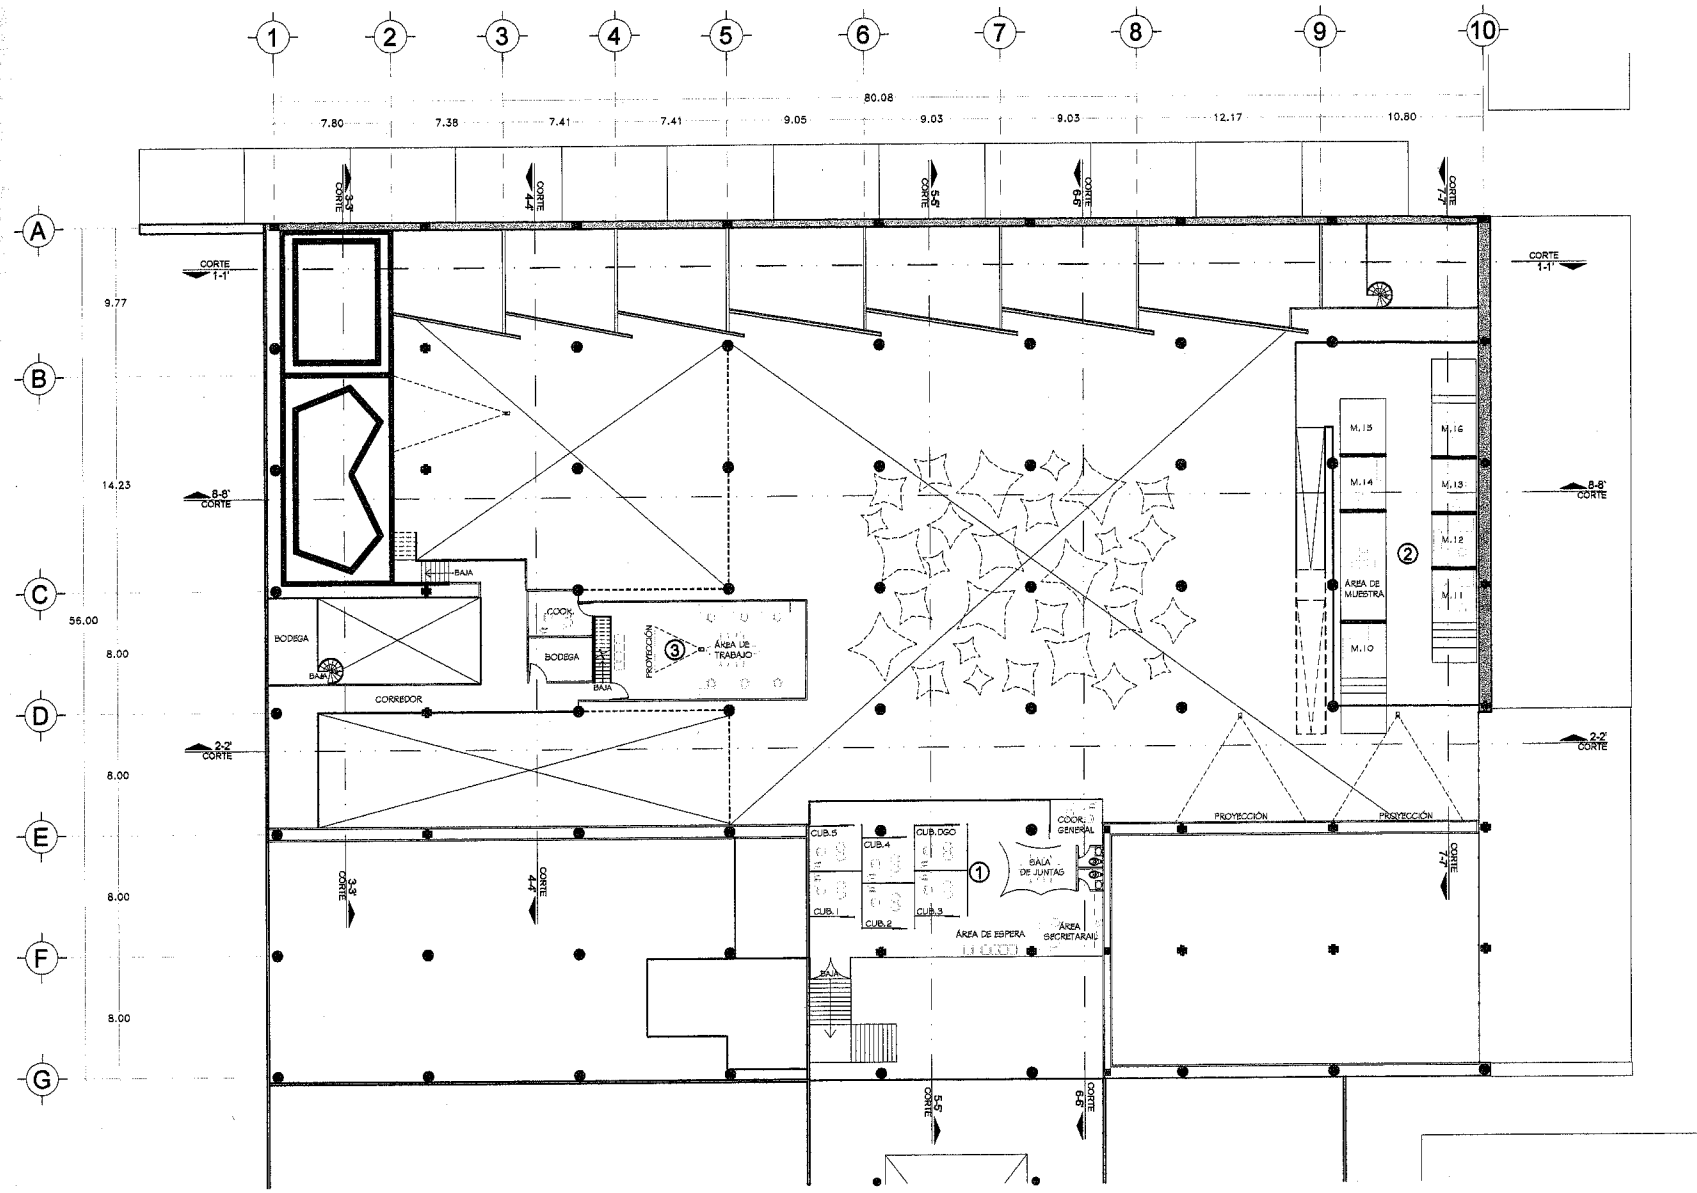 1 2 3 4 5 6 7 8 9 10
80.08
7.80 7.38 7.41 7.41 9.05 9.03 9.03 12.17 10.80
CORTE 3-3'
CORTE 4-4'
CORTE 5-5'
CORTE 6-6'
CORTE 7-7'
A
CORTE
1-1'
CORTE
1-1'
9.77
B
M.15 M.16
14.23
M.14 M.13
8-8'
CORTE
8-8'
CORTE
M.12
2
BAJA
ÁREA DE
MUESTRA
M.11
C
56.00
BODEGA
COOR.
PROYECCIÓN
3
ÁREA DE
TRABAJO
8.00
BODEGA
M.10
BAJA
BAJA
CORREDOR
D
2-2'
CORTE
2-2'
CORTE
8.00
PROYECCIÓN PROYECCIÓN
E
CUB.5
CUB.4
CUB.DGO
COOR.
GENERAL
SALA
DE JUNTAS
1
CORTE 3-3'
CORTE 4-4'
CORTE 7-7'
8.00
CUB.1
CUB.2
CUB.3
ÁREA DE ESPERA
ÁREA
SECRETARAIL
F
BAJA
8.00
G
CORTE 5-5'
CORTE 6-6'